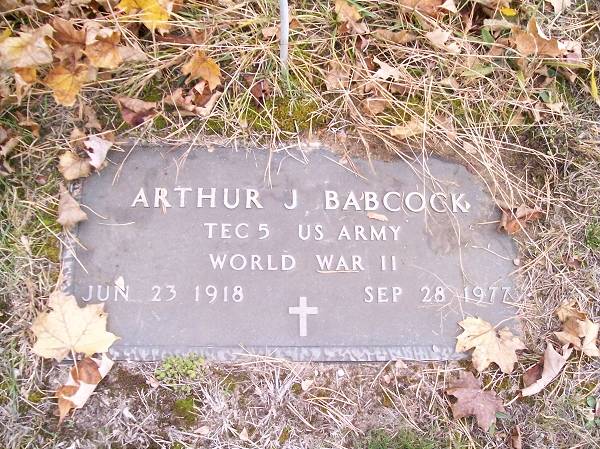 ARTHUR J BABCOCK
TEC 5 US ARMY
WORLD WAR II
JUN 23 1918 SEP 28 1977